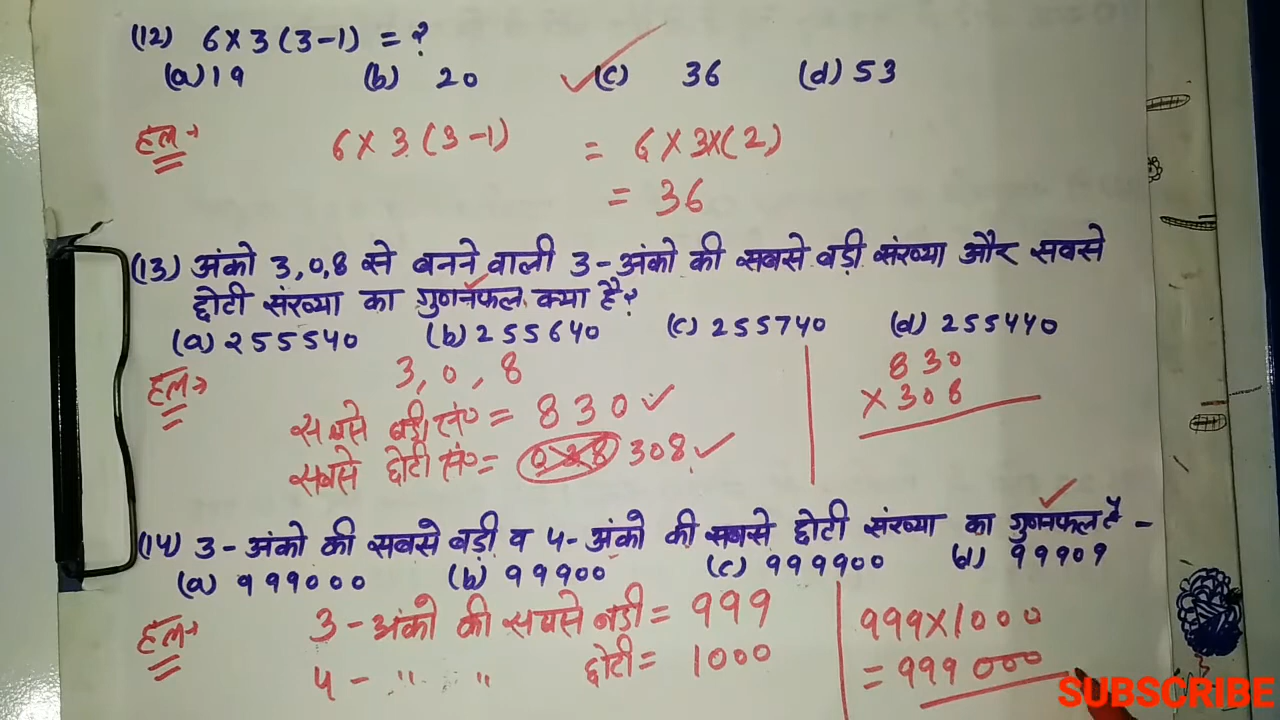 (12) 6×3(3-1) = ?
(a) 19 (b) 20 (c) 36 (d) 53
हल→ 6×3(3-1) = 6×3×(2)
= 36
(13) अंको 3,0,8 से बनने वाली 3-अंको की सबसे बड़ी संख्या और सबसे
छोटी संख्या का गुणनफल क्या है?
(a) 255540 (b) 255640 (c) 255740 (d) 255440
हल→ 3, 0, 8
सबसे बड़ी सं० = 830
सबसे छोटी सं० = 308
830
×308
(14) 3-अंको की सबसे बड़ी व 4-अंको की सबसे छोटी संख्या का गुणनफल है -
(a) 999000 (b) 99900 (c) 999900 (d) 99909
हल→ 3-अंको की सबसे बड़ी = 999
4- " " छोटी = 1000
999×1000
= 999000
SUBSCRIBE